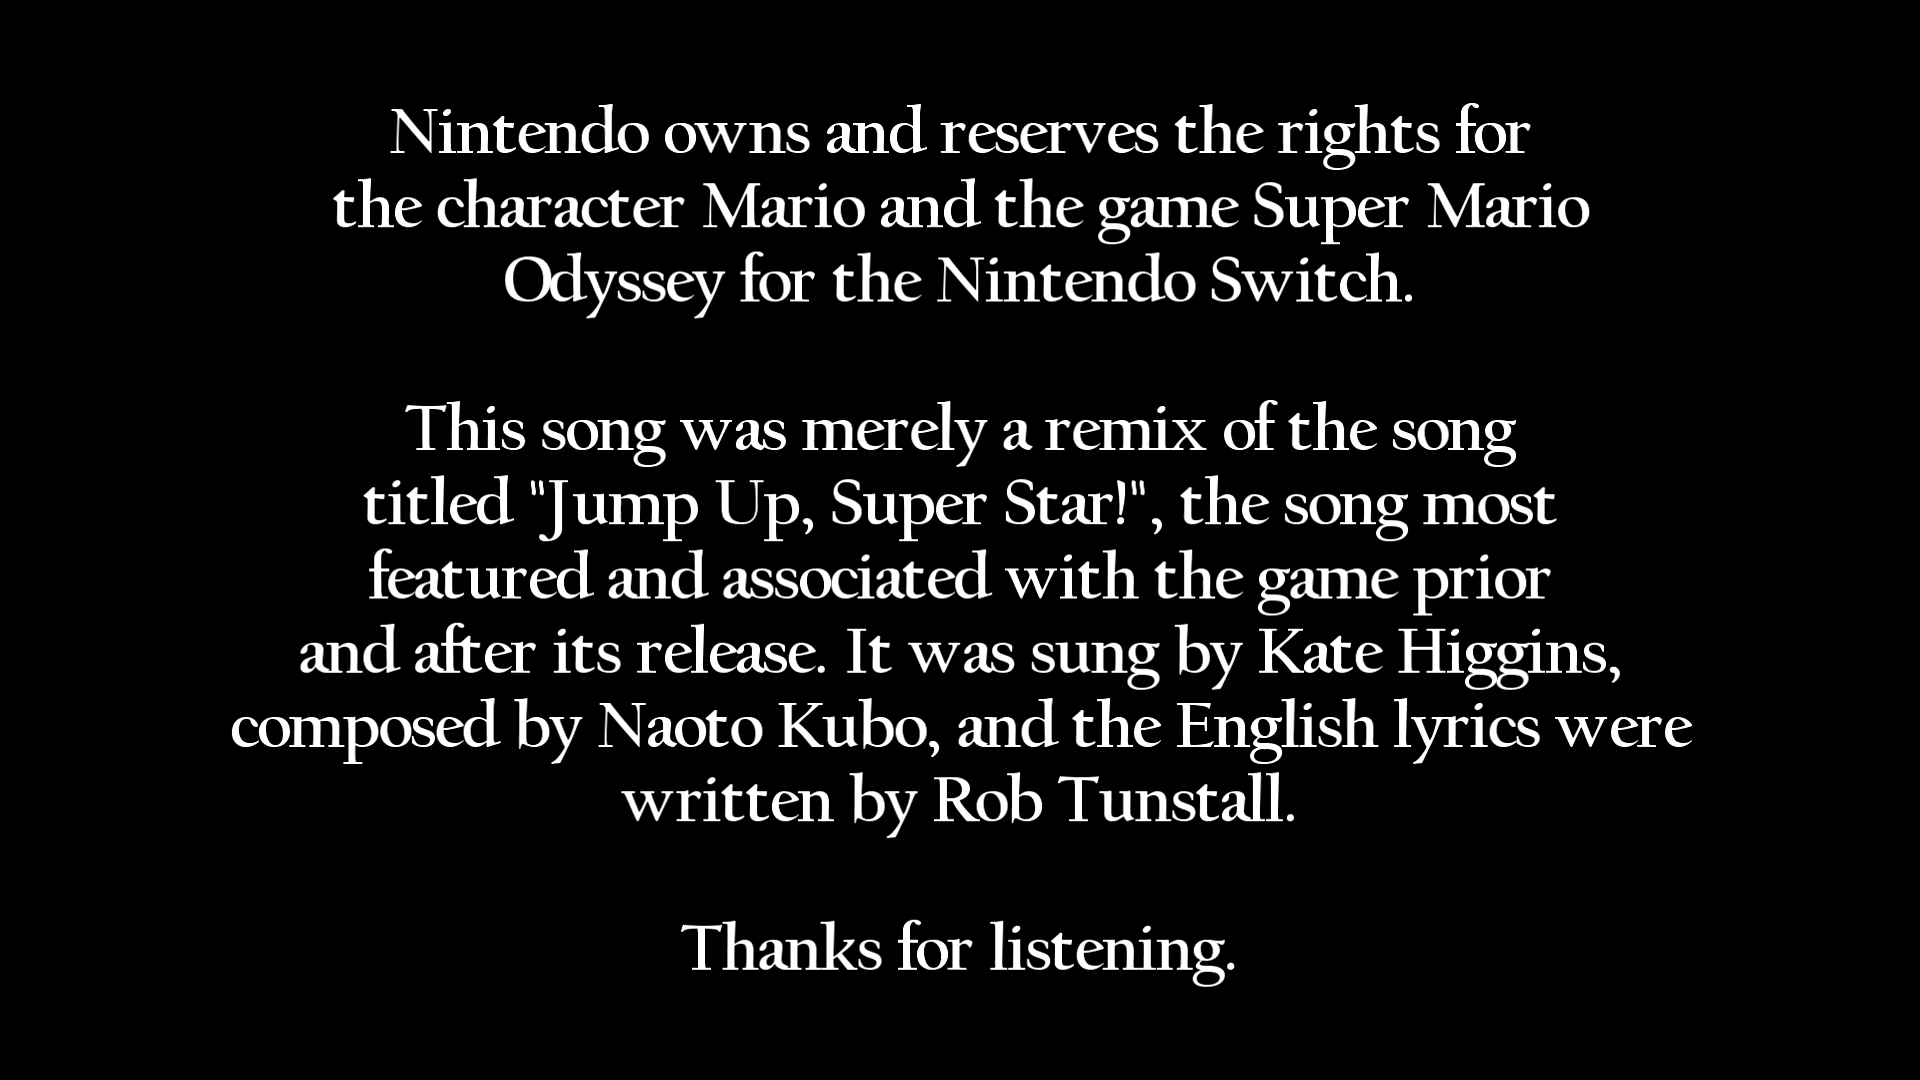 Nintendo owns and reserves the rights for
the character Mario and the game Super Mario
Odyssey for the Nintendo Switch.
This song was merely a remix of the song
titled "Jump Up, Super Star!", the song most
featured and associated with the game prior
and after its release. It was sung by Kate Higgins,
composed by Naoto Kubo, and the English lyrics were
written by Rob Tunstall.
Thanks for listening.